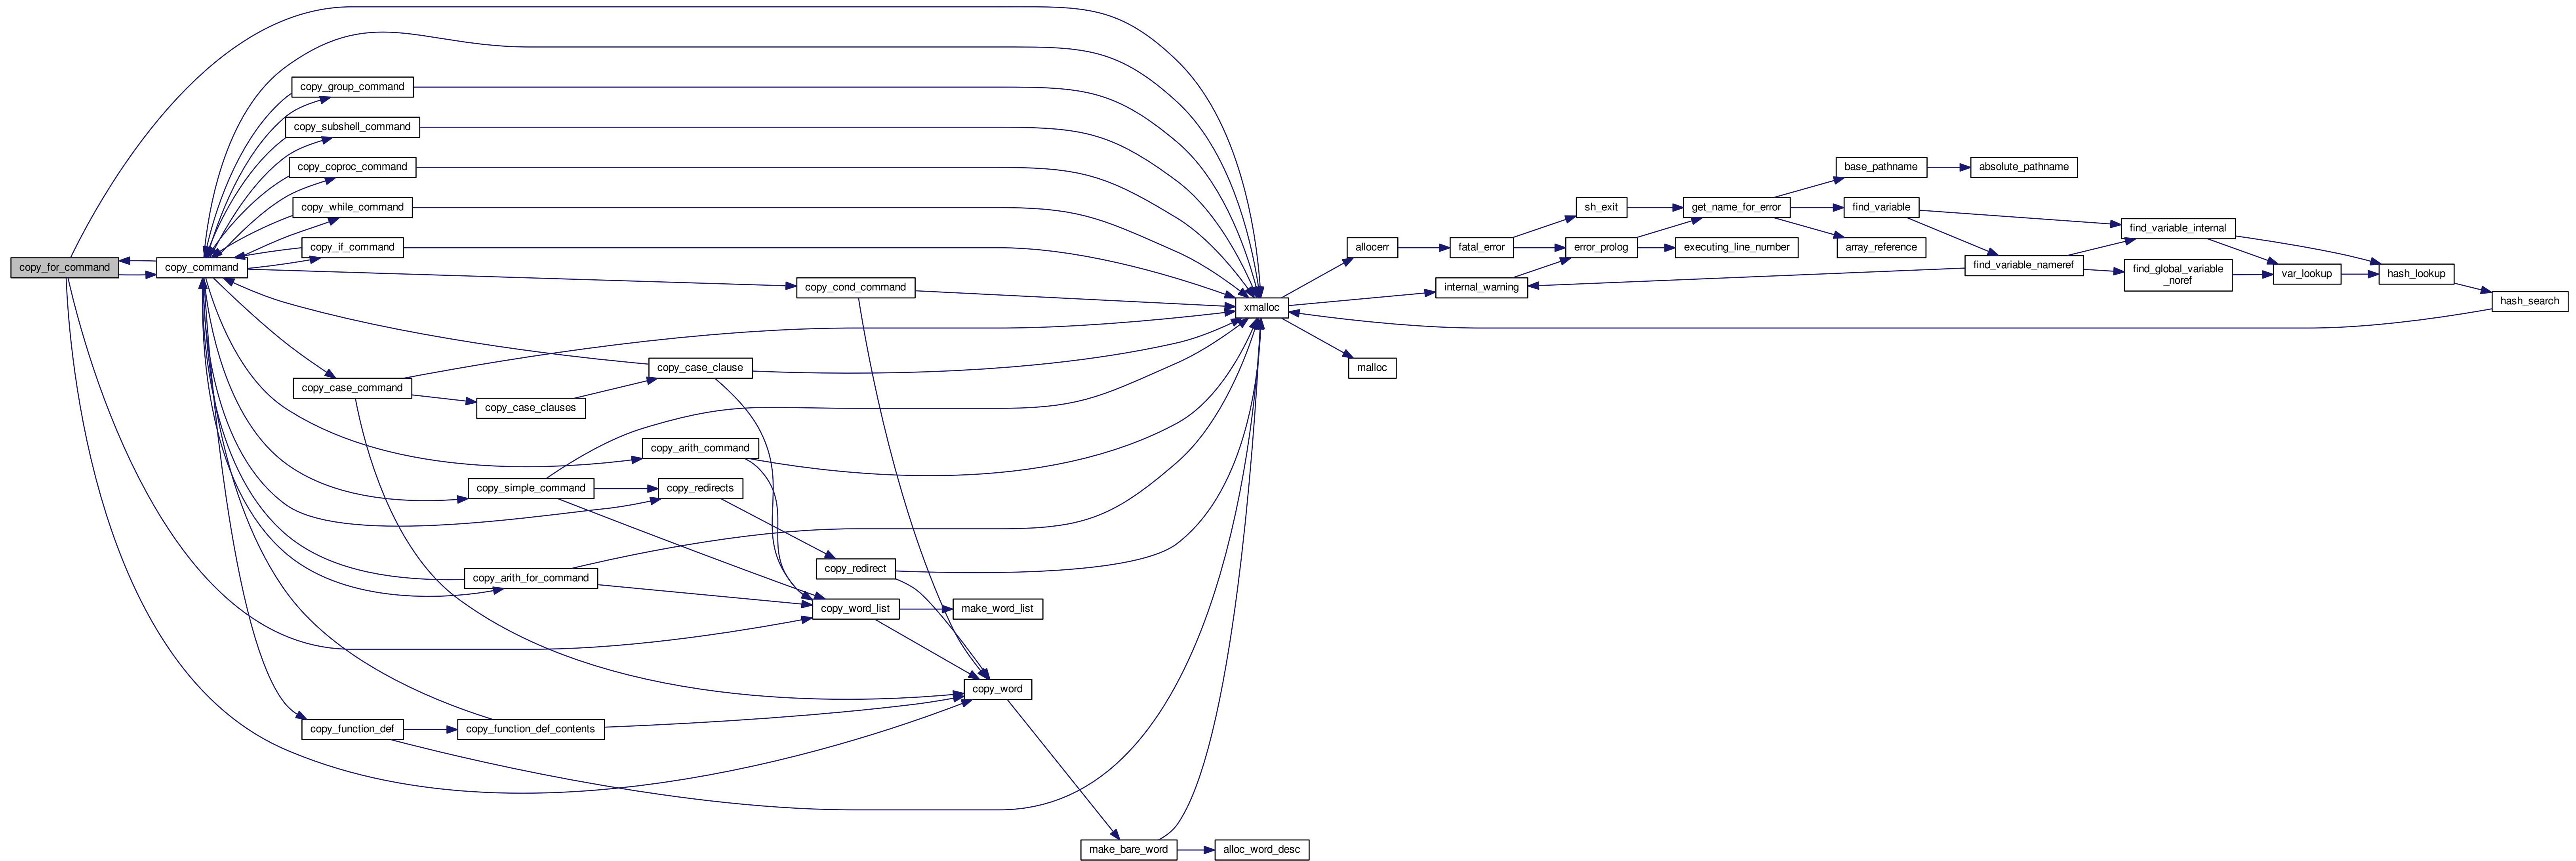 copy_for_command
copy_command
copy_group_command
copy_subshell_command
copy_coproc_command
copy_while_command
copy_if_command
copy_case_command
copy_case_clauses
copy_case_clause
copy_arith_command
copy_simple_command
copy_redirects
copy_redirect
copy_arith_for_command
copy_word_list
make_word_list
copy_word
copy_function_def
copy_function_def_contents
make_bare_word
alloc_word_desc
copy_cond_command
xmalloc
allocerr
malloc
internal_warning
fatal_error
sh_exit
error_prolog
get_name_for_error
executing_line_number
base_pathname
absolute_pathname
find_variable
array_reference
find_variable_nameref
find_variable_internal
find_global_variable
_noref
var_lookup
hash_lookup
hash_search